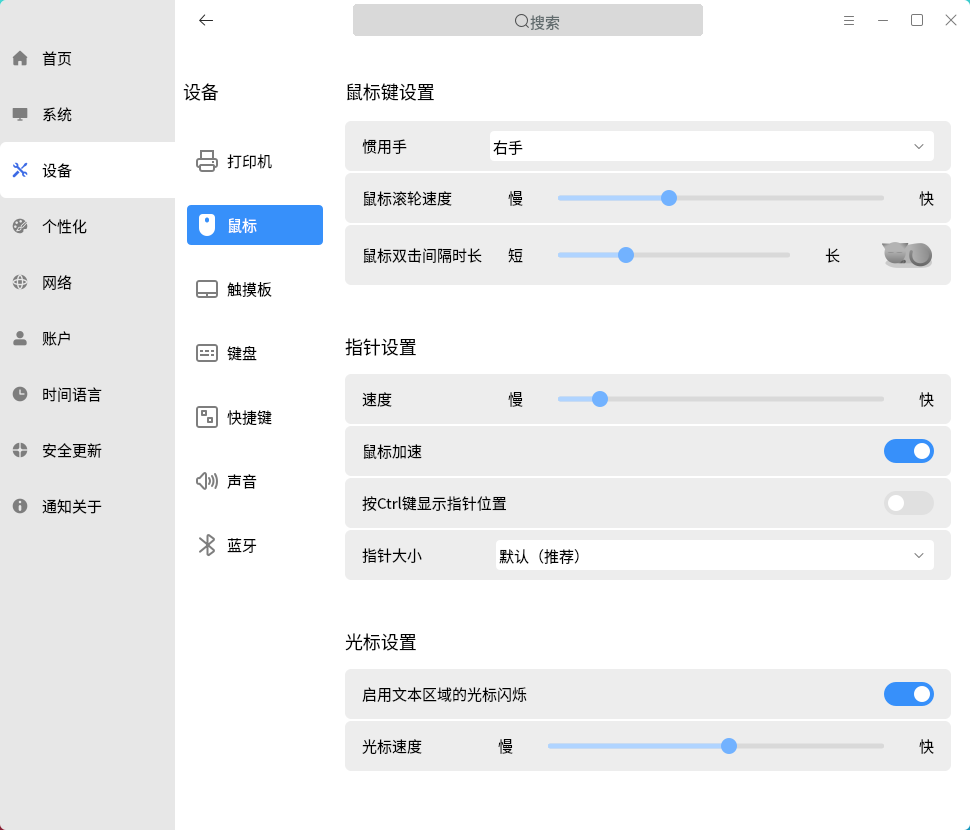 搜索
首页
系统
设备
个性化
网络
账户
时间语言
安全更新
通知关于
设备
打印机
鼠标
触摸板
键盘
快捷键
声音
蓝牙
鼠标键设置
惯用手 右手
鼠标滚轮速度 慢 快
鼠标双击间隔时长 短 长
指针设置
速度 慢 快
鼠标加速
按Ctrl键显示指针位置
指针大小 默认（推荐）
光标设置
启用文本区域的光标闪烁
光标速度 慢 快